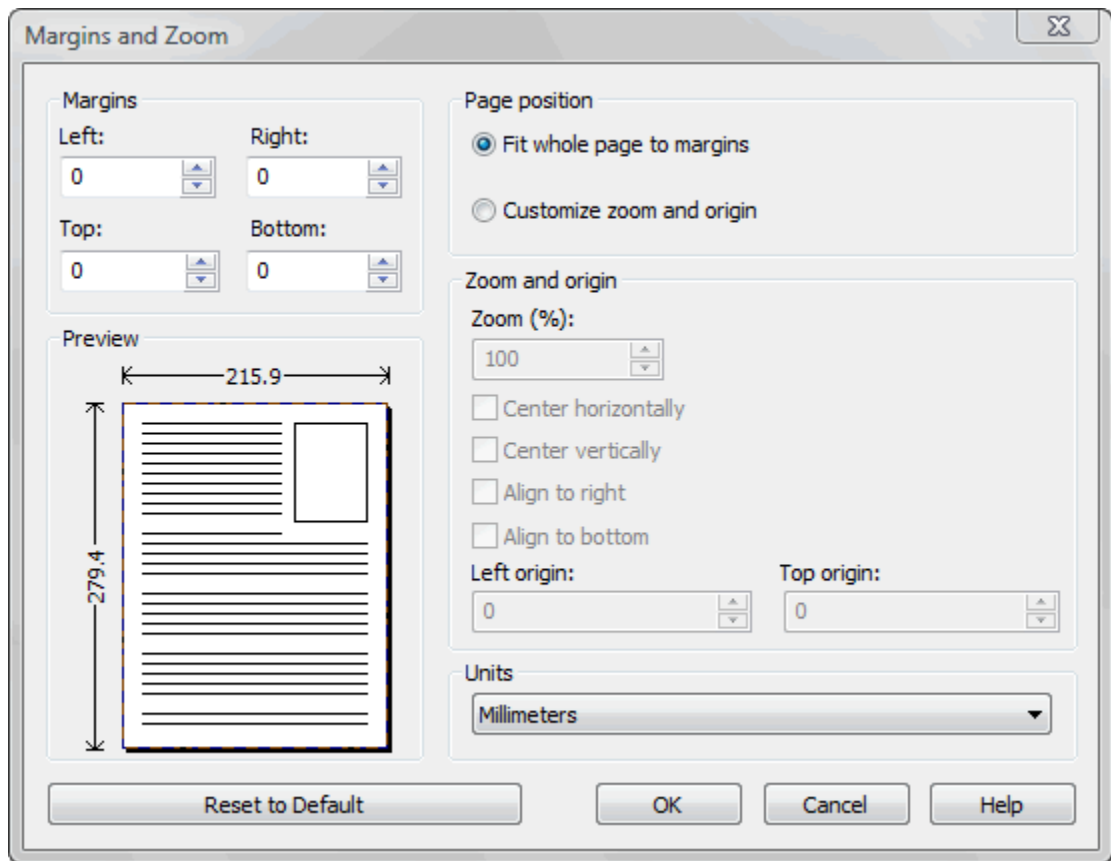 Margins and Zoom
Margins
Left: Right:
0 0
Top: Bottom:
0 0
Preview
215.9
279.4
Page position
Fit whole page to margins
Customize zoom and origin
Zoom and origin
Zoom (%):
100
Center horizontally
Center vertically
Align to right
Align to bottom
Left origin: Top origin:
0 0
Units
Millimeters
Reset to Default OK Cancel Help